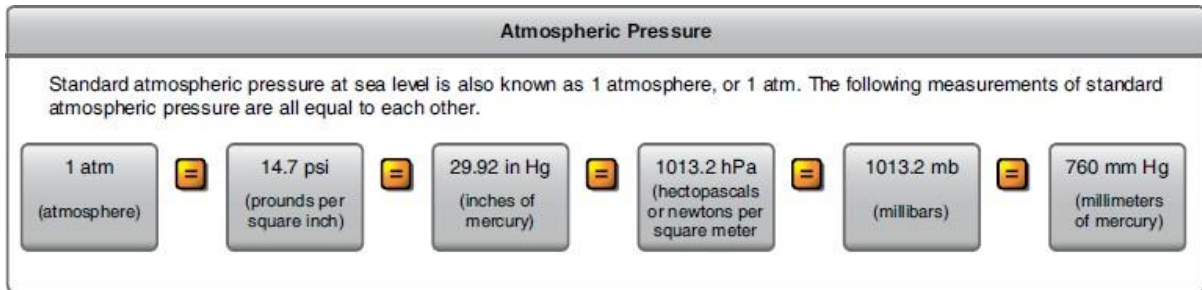 Atmospheric Pressure
Standard atmospheric pressure at sea level is also known as 1 atmosphere, or 1 atm. The following measurements of standard
atmospheric pressure are all equal to each other.
1 atm
(atmosphere)
=
14.7 psi
(prounds per
square inch)
=
29.92 in Hg
(inches of
mercury)
=
1013.2 hPa
(hectopascals
or newtons per
square meter
=
1013.2 mb
(millibars)
=
760 mm Hg
(millimeters
of mercury)